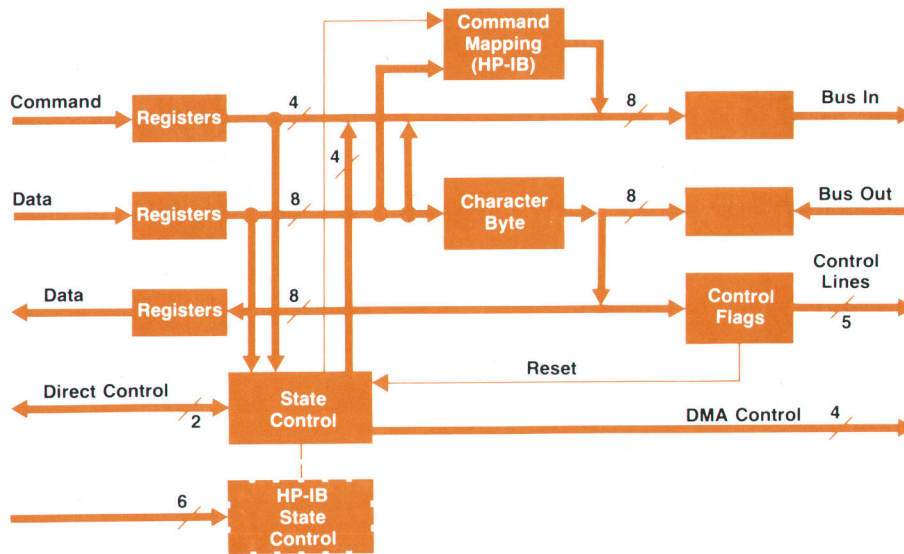 Command
Mapping
(HP-IB)
Command
Registers
4
8
Bus In
4
Data
Registers
8
Character
Byte
8
Bus Out
Data
Registers
8
Control
Flags
Control
Lines
5
Reset
Direct Control
2
State
Control
DMA Control
4
6
HP-IB
State
Control